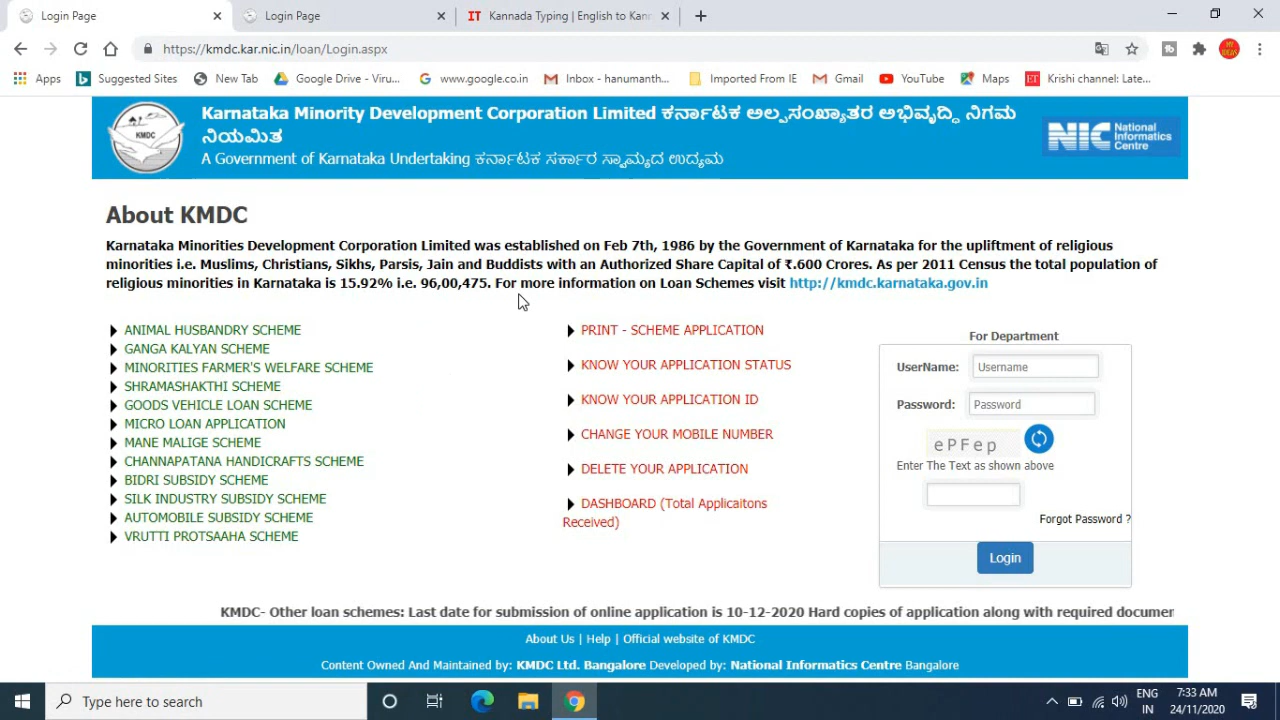 Login Page
Login Page
IT Kannada Typing | English to Kann
https://kmdc.kar.nic.in/loan/Login.aspx
Apps
Suggested Sites
New Tab
Google Drive - Viru...
www.google.co.in
Inbox - hanumanth...
Imported From IE
Gmail
YouTube
Maps
ET Krishi channel: Late...
KMDC
Karnataka Minority Development Corporation Limited ಕರ್ನಾಟಕ ಅಲ್ಪಸಂಖ್ಯಾತರ ಅಭಿವೃದ್ಧಿ ನಿಗಮ
ನಿಯಮಿತ
A Government of Karnataka Undertaking ಕರ್ನಾಟಕ ಸರ್ಕಾರ ಸ್ವಾಮ್ಯದ ಉದ್ಯಮ
NIC National
Informatics
Centre
About KMDC
Karnataka Minorities Development Corporation Limited was established on Feb 7th, 1986 by the Government of Karnataka for the upliftment of religious
minorities i.e. Muslims, Christians, Sikhs, Parsis, Jain and Buddists with an Authorized Share Capital of ₹.600 Crores. As per 2011 Census the total population of
religious minorities in Karnataka is 15.92% i.e. 96,00,475. For more information on Loan Schemes visit http://kmdc.karnataka.gov.in
ANIMAL HUSBANDRY SCHEME
GANGA KALYAN SCHEME
MINORITIES FARMER'S WELFARE SCHEME
SHRAMASHAKTHI SCHEME
GOODS VEHICLE LOAN SCHEME
MICRO LOAN APPLICATION
MANE MALIGE SCHEME
CHANNAPATANA HANDICRAFTS SCHEME
BIDRI SUBSIDY SCHEME
SILK INDUSTRY SUBSIDY SCHEME
AUTOMOBILE SUBSIDY SCHEME
VRUTTI PROTSAAHA SCHEME
PRINT - SCHEME APPLICATION
KNOW YOUR APPLICATION STATUS
KNOW YOUR APPLICATION ID
CHANGE YOUR MOBILE NUMBER
DELETE YOUR APPLICATION
DASHBOARD (Total Applicaitons
Received)
For Department
UserName: Username
Password: Password
ePFep
Enter The Text as shown above
Forgot Password ?
Login
KMDC- Other loan schemes: Last date for submission of online application is 10-12-2020 Hard copies of application along with required documen
About Us | Help | Official website of KMDC
Content Owned And Maintained by: KMDC Ltd. Bangalore Developed by: National Informatics Centre Bangalore
Type here to search
ENG
IN
7:33 AM
24/11/2020